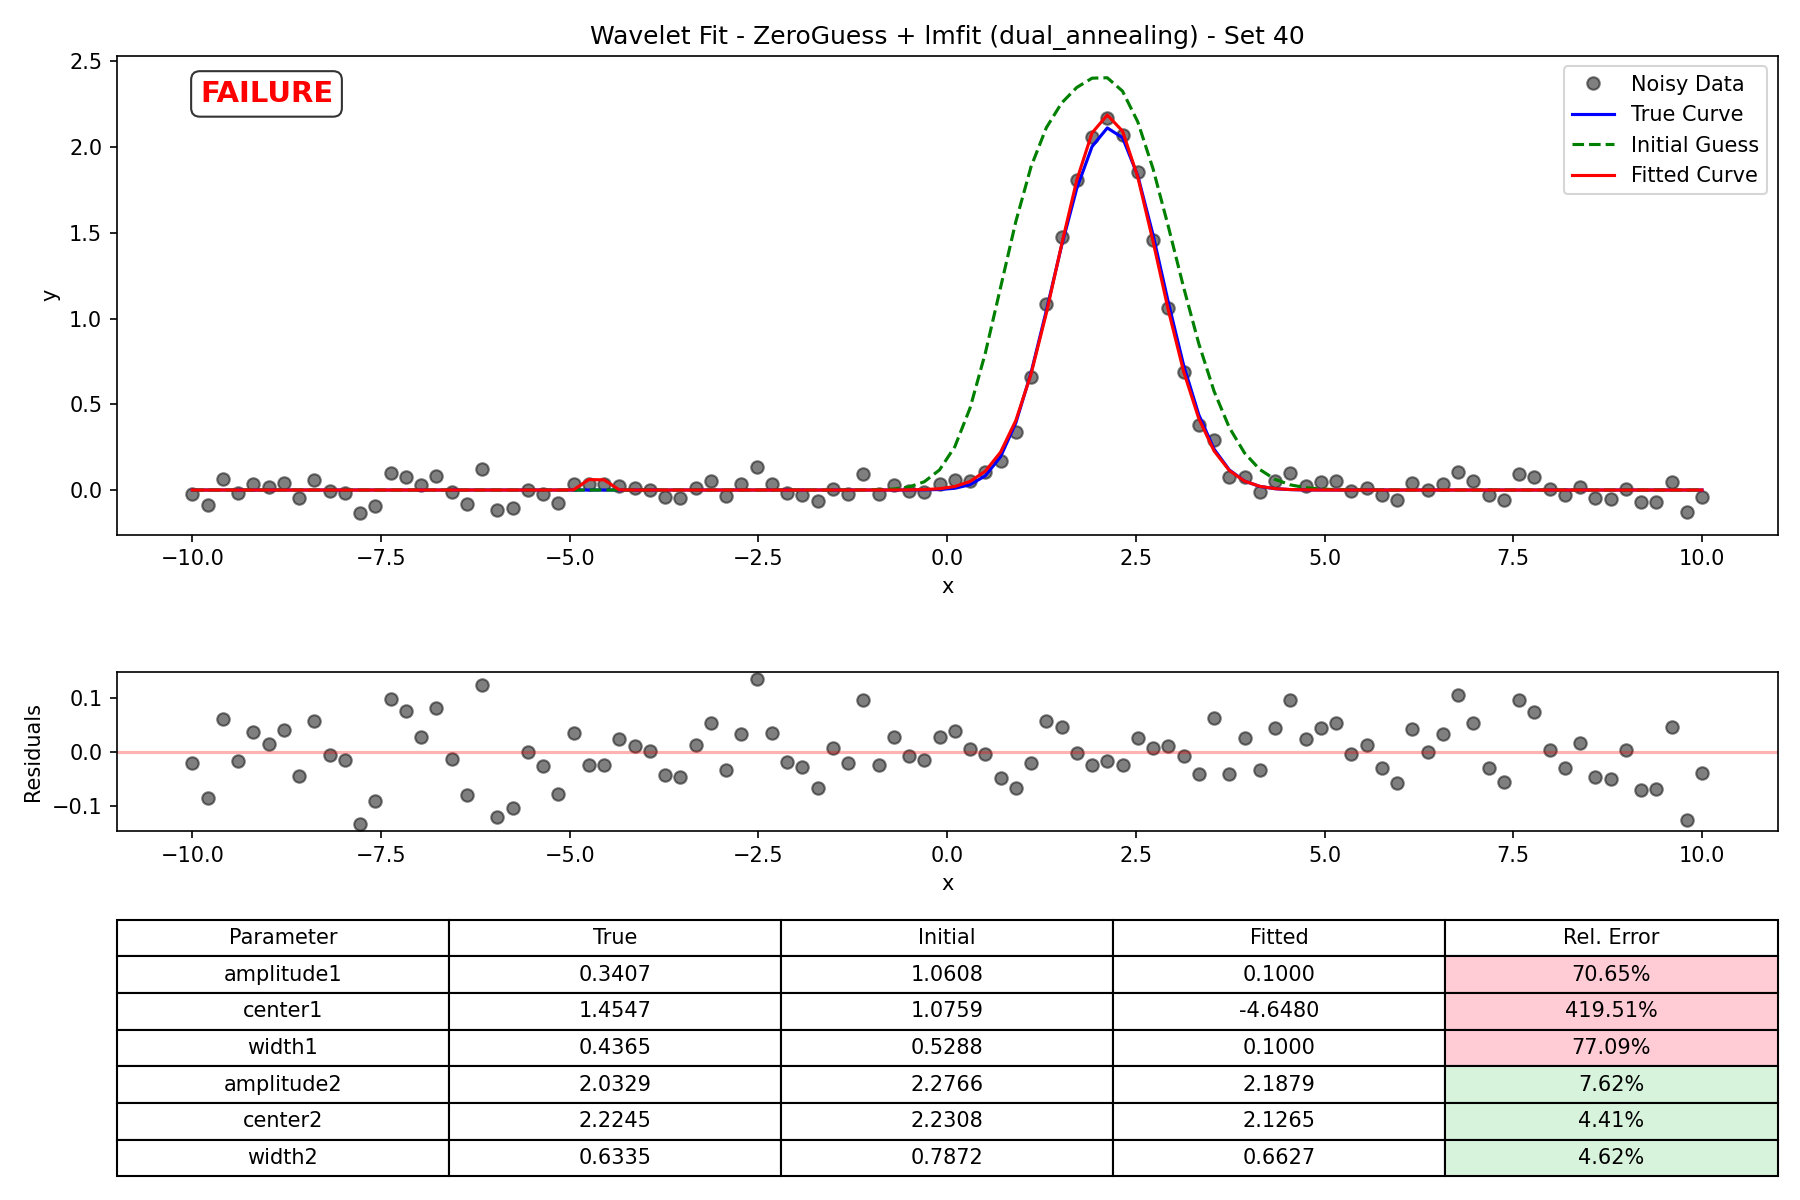 Wavelet Fit - ZeroGuess + lmfit (dual_annealing) - Set 40
FAILURE
Noisy Data
True Curve
Initial Guess
Fitted Curve
y
2.5
2.0
1.5
1.0
0.5
0.0
−10.0 −7.5 −5.0 −2.5 0.0 2.5 5.0 7.5 10.0
x
Residuals
0.1
0.0
−0.1
−10.0 −7.5 −5.0 −2.5 0.0 2.5 5.0 7.5 10.0
x
Parameter True Initial Fitted Rel. Error
amplitude1 0.3407 1.0608 0.1000 70.65%
center1 1.4547 1.0759 -4.6480 419.51%
width1 0.4365 0.5288 0.1000 77.09%
amplitude2 2.0329 2.2766 2.1879 7.62%
center2 2.2245 2.2308 2.1265 4.41%
width2 0.6335 0.7872 0.6627 4.62%